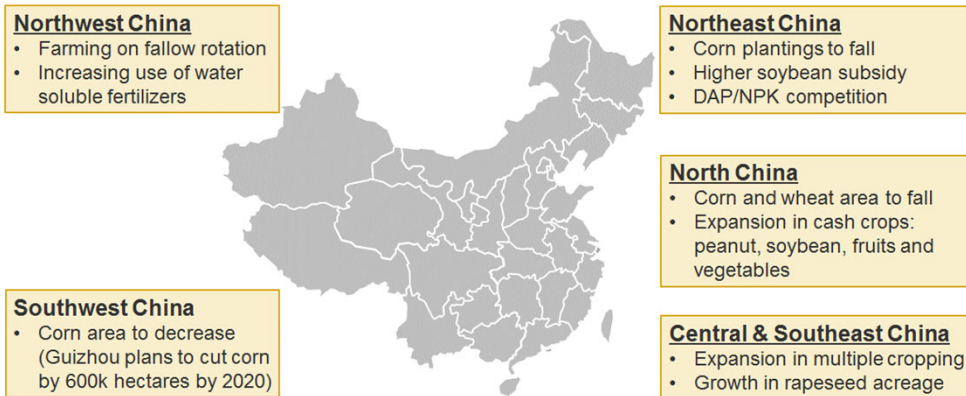 Northwest China
• Farming on fallow rotation
• Increasing use of water
soluble fertilizers
Northeast China
• Corn plantings to fall
• Higher soybean subsidy
• DAP/NPK competition
North China
• Corn and wheat area to fall
• Expansion in cash crops:
peanut, soybean, fruits and
vegetables
Southwest China
• Corn area to decrease
(Guizhou plans to cut corn
by 600k hectares by 2020)
Central & Southeast China
• Expansion in multiple cropping
• Growth in rapeseed acreage